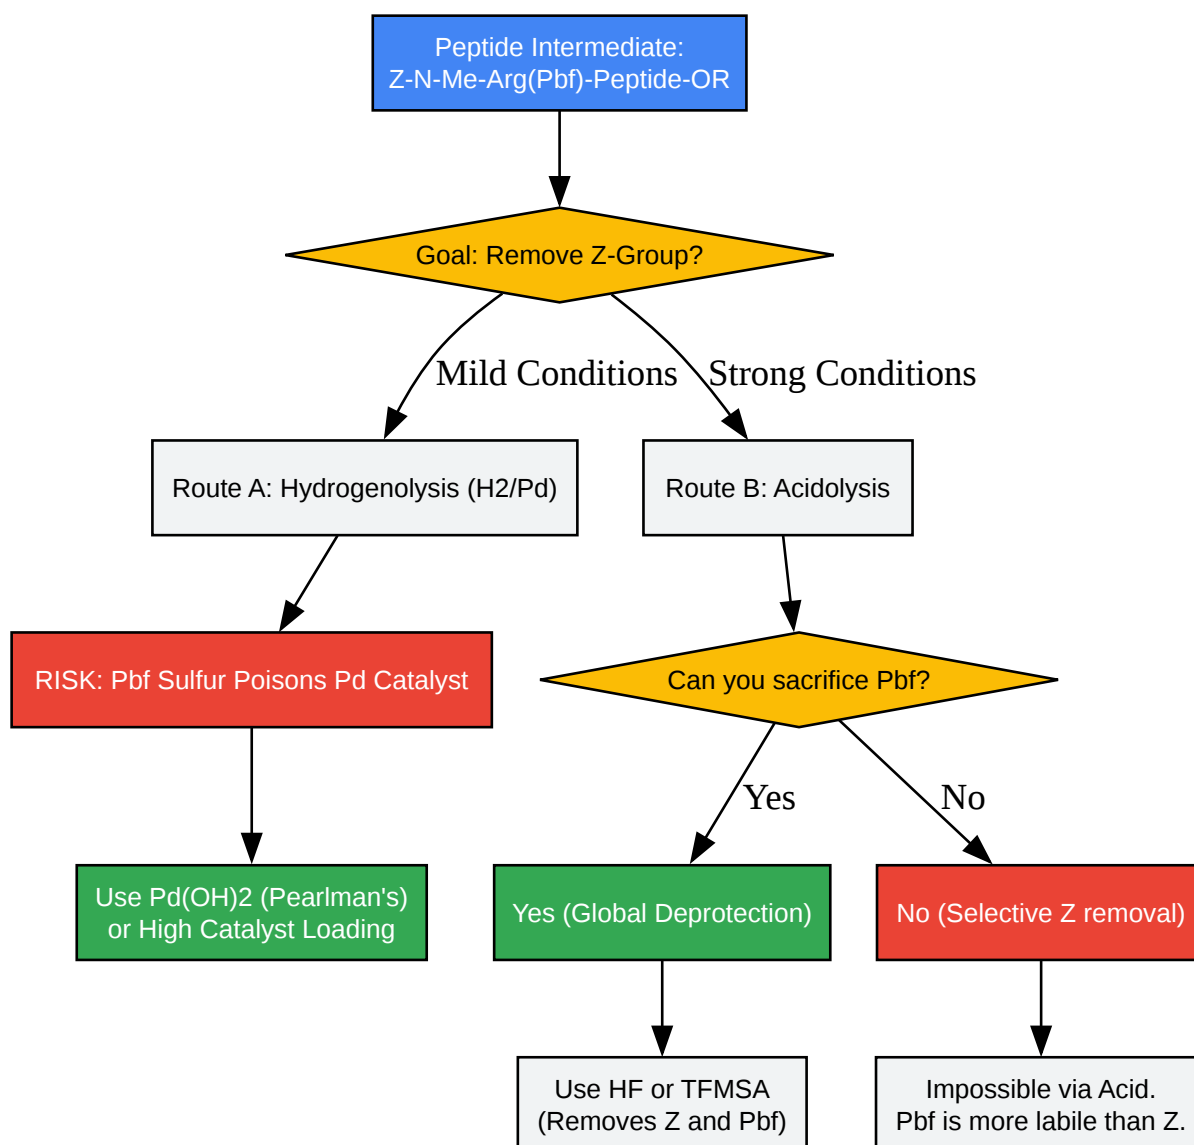 Peptide Intermediate:
Z-N-Me-Arg(Pbf)-Peptide-OR
Goal: Remove Z-Group?
Mild Conditions
Strong Conditions
Route A: Hydrogenolysis (H2/Pd)
Route B: Acidolysis
RISK: Pbf Sulfur Poisons Pd Catalyst
Can you sacrifice Pbf?
Yes
No
Use Pd(OH)2 (Pearlman's)
or High Catalyst Loading
Yes (Global Deprotection)
No (Selective Z removal)
Use HF or TFMSA
(Removes Z and Pbf)
Impossible via Acid.
Pbf is more labile than Z.